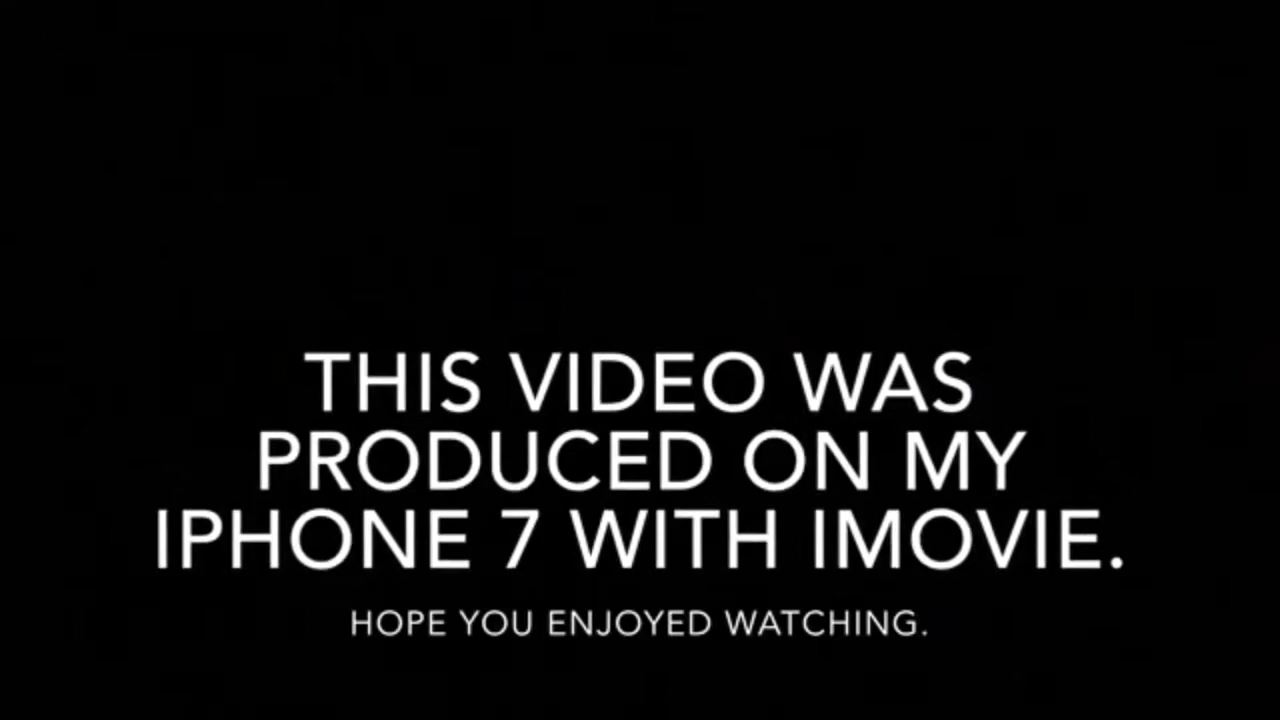 THIS VIDEO WAS
PRODUCED ON MY
IPHONE 7 WITH IMOVIE.
HOPE YOU ENJOYED WATCHING.